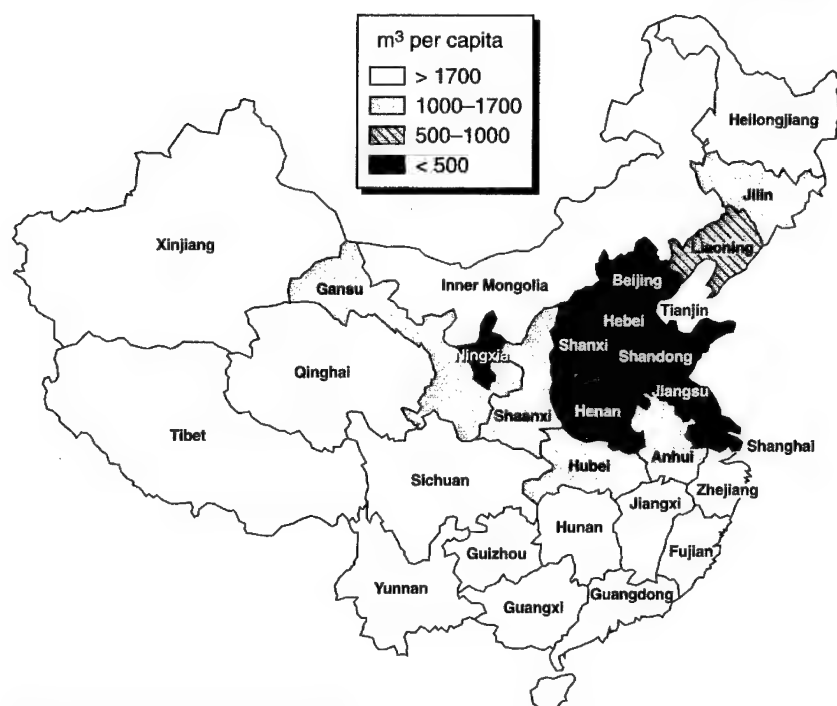 m³ per capita
> 1700
1000–1700
500–1000
< 500
Heilongjiang
Jilin
Liaoning
Xinjiang
Gansu
Inner Mongolia
Beijing
Tianjin
Hebei
Ningxia
Shanxi
Shandong
Qinghai
Jiangsu
Shaanxi
Henan
Tibet
Shanghai
Anhui
Hubei
Sichuan
Zhejiang
Jiangxi
Hunan
Guizhou
Fujian
Yunnan
Guangdong
Guangxi